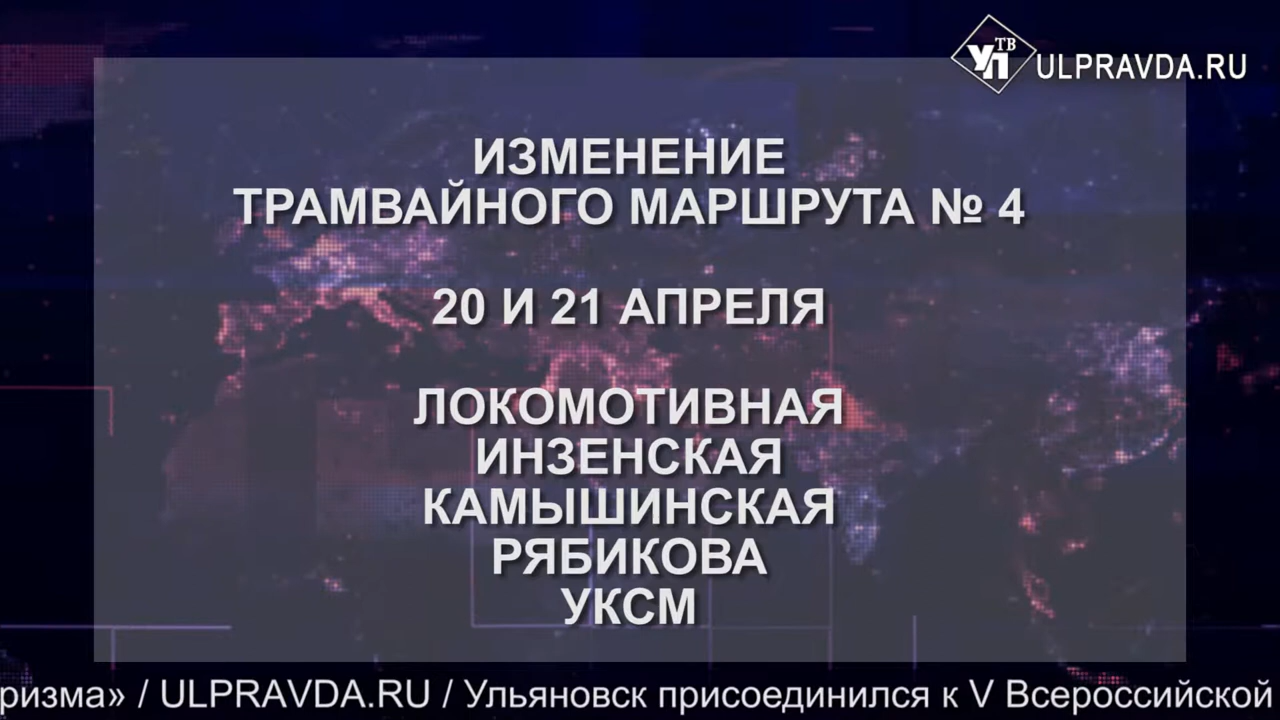 ТВ
УП
ULPRAVDA.RU
ИЗМЕНЕНИЕ
ТРАМВАЙНОГО МАРШРУТА № 4
20 И 21 АПРЕЛЯ
ЛОКОМОТИВНАЯ
ИНЗЕНСКАЯ
КАМЫШИНСКАЯ
РЯБИКОВА
УКСМ
ризма» / ULPRAVDA.RU / Ульяновск присоединился к V Всероссийской